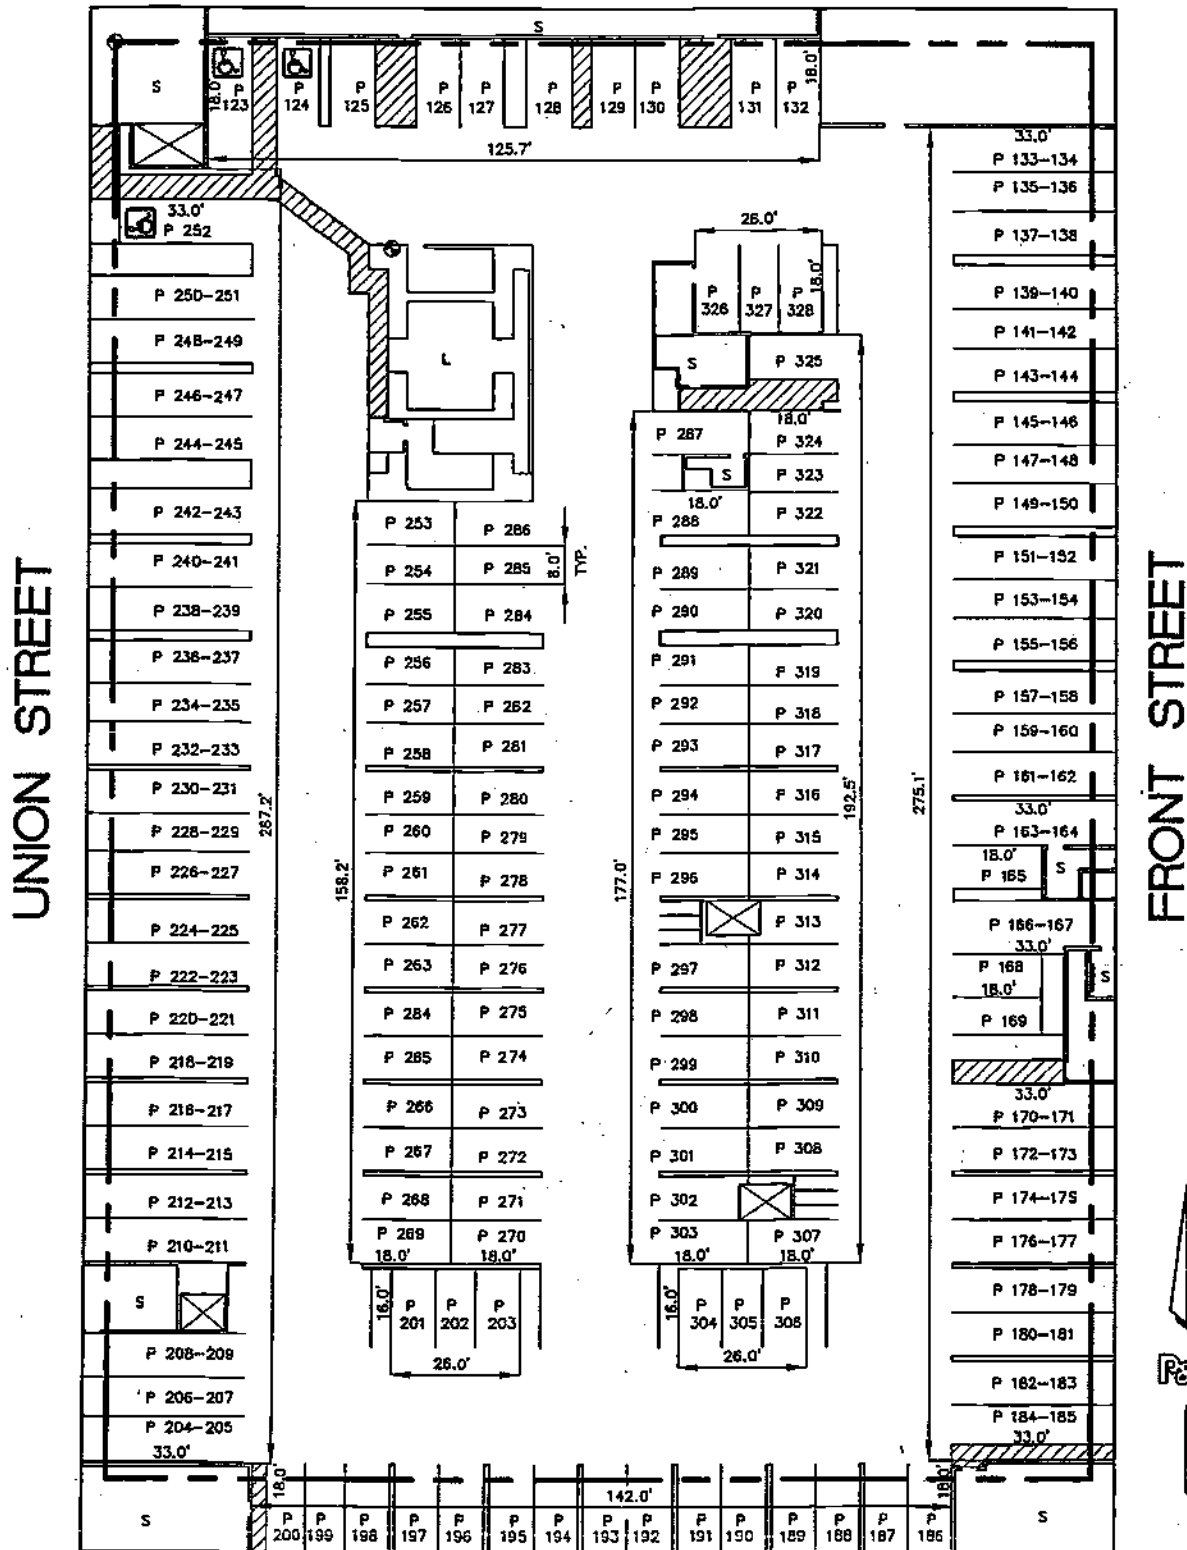 S
S
18.0'
P 123
P 124
P 125
P 126
P 127
P 128
P 129
P 130
P 131
P 132
18.0'
125.7'
33.0'
P 252
P 250-251
P 248-249
P 246-247
P 244-245
P 242-243
P 240-241
P 238-239
P 236-237
P 234-235
P 232-233
P 230-231
P 228-229
P 226-227
P 224-225
P 222-223
P 220-221
P 218-219
P 216-217
P 214-215
P 212-213
P 210-211
S
P 208-209
P 206-207
P 204-205
33.0'
S
UNION STREET
267.2'
L
P 253
P 254
P 255
P 256
P 257
P 258
P 259
P 260
P 261
P 262
P 263
P 284
P 265
P 266
P 267
P 268
P 269
18.0'
P 286
P 285
P 284
P 283
P 262
P 281
P 280
P 279
P 278
P 277
P 276
P 275
P 274
P 273
P 272
P 271
P 270
18.0'
8.0'
TYP.
158.2'
16.0'
P 201
P 202
P 203
26.0'
26.0'
18.0'
P 326
P 327
P 328
S
P 325
18.0'
P 287
S
18.0'
P 288
P 289
P 290
P 291
P 292
P 293
P 294
P 295
P 296
P 297
P 298
P 299
P 300
P 301
P 302
P 303
18.0'
P 324
P 323
P 322
P 321
P 320
P 319
P 318
P 317
P 316
P 315
P 314
P 313
P 312
P 311
P 310
P 309
P 308
P 307
18.0'
177.0'
192.5'
16.0'
P 304
P 305
P 306
26.0'
275.1'
33.0'
P 133-134
P 135-136
P 137-138
P 139-140
P 141-142
P 143-144
P 145-146
P 147-148
P 149-150
P 151-152
P 153-154
P 155-156
P 157-158
P 159-160
P 161-162
33.0'
P 163-164
18.0'
P 165
S
P 166-167
33.0'
P 168
18.0'
S
P 169
33.0'
P 170-171
P 172-173
P 174-175
P 176-177
P 178-179
P 180-181
P 182-183
P 184-185
33.0'
FRONT STREET
18.0'
142.0'
18.0'
P 200
P 199
P 198
P 197
P 196
P 195
P 194
P 193
P 192
P 191
P 190
P 189
P 188
P 187
P 186
S